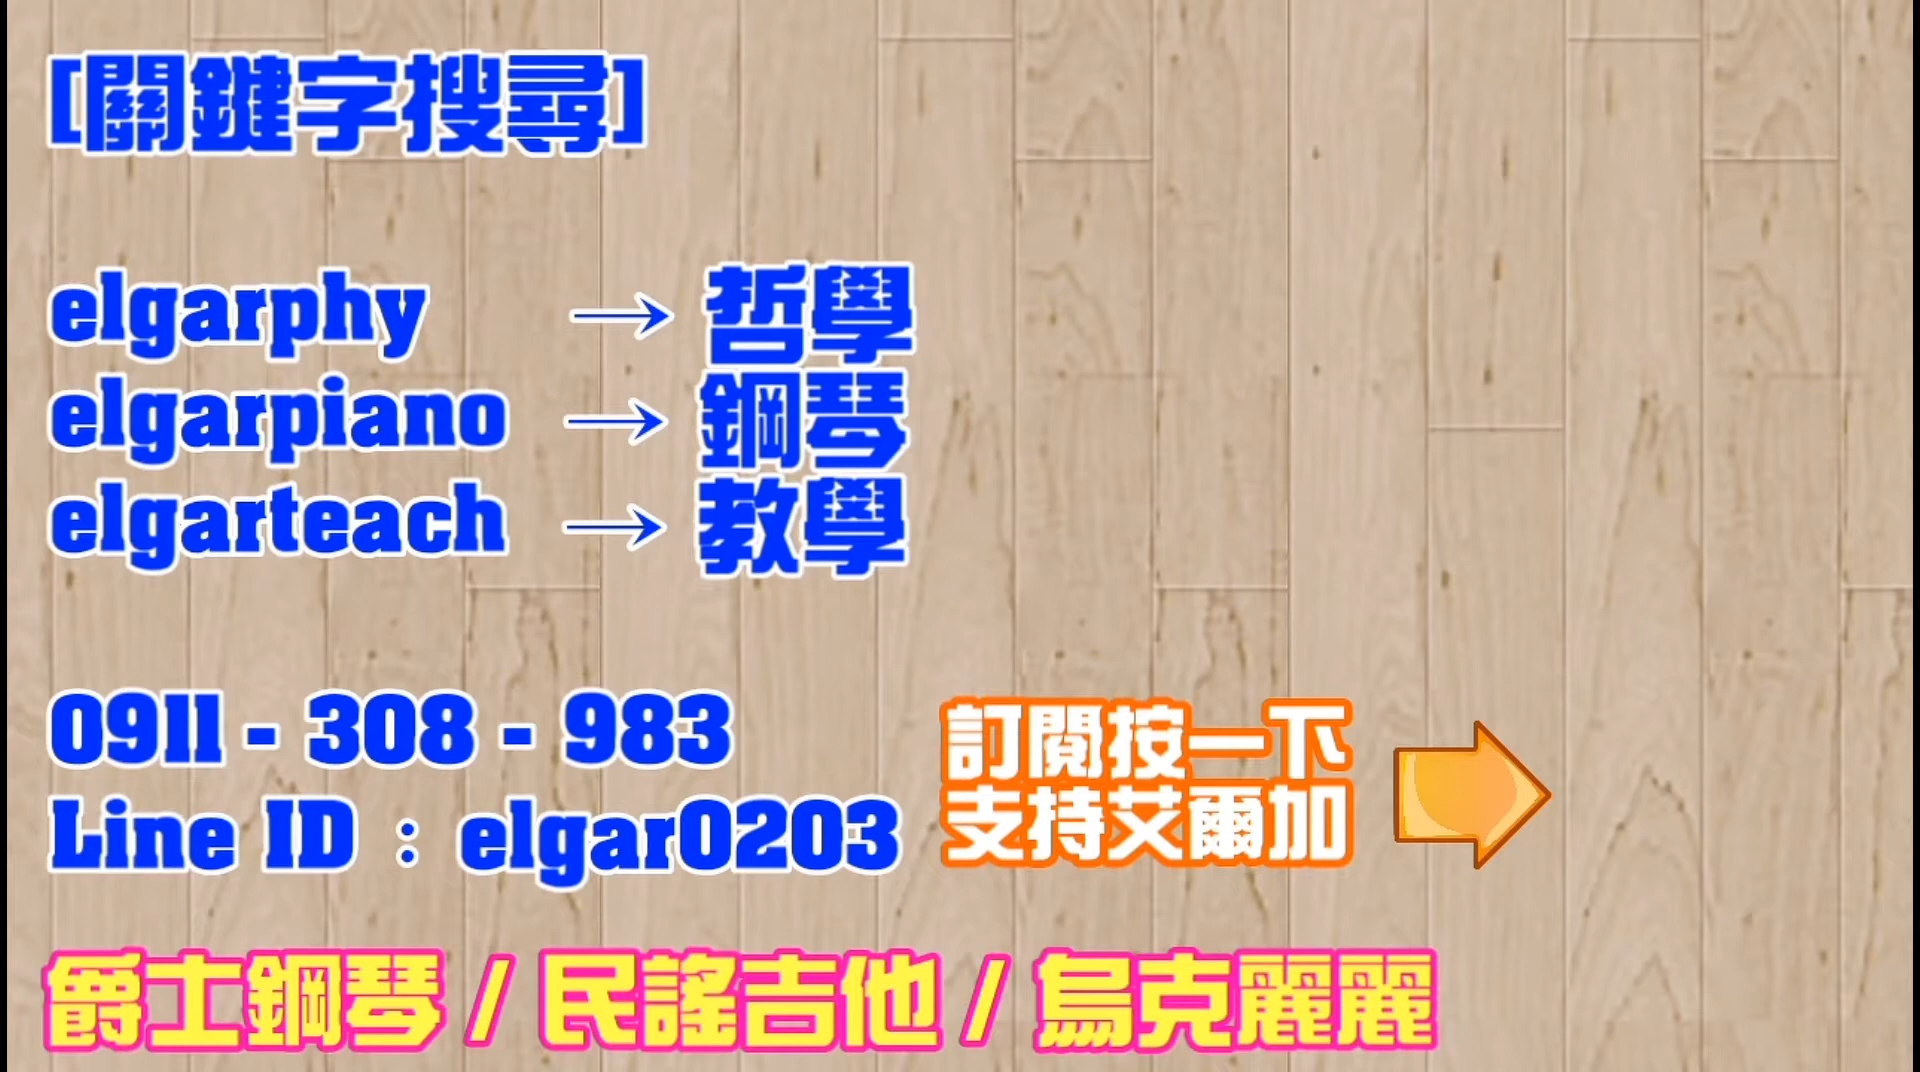 [關鍵字搜尋]
elgarphy → 哲學
elgarpiano → 鋼琴
elgarteach → 教學
0911 - 308 - 983
Line ID : elgar0203
訂閱按一下
支持艾爾加
爵士鋼琴 / 民謠吉他 / 烏克麗麗